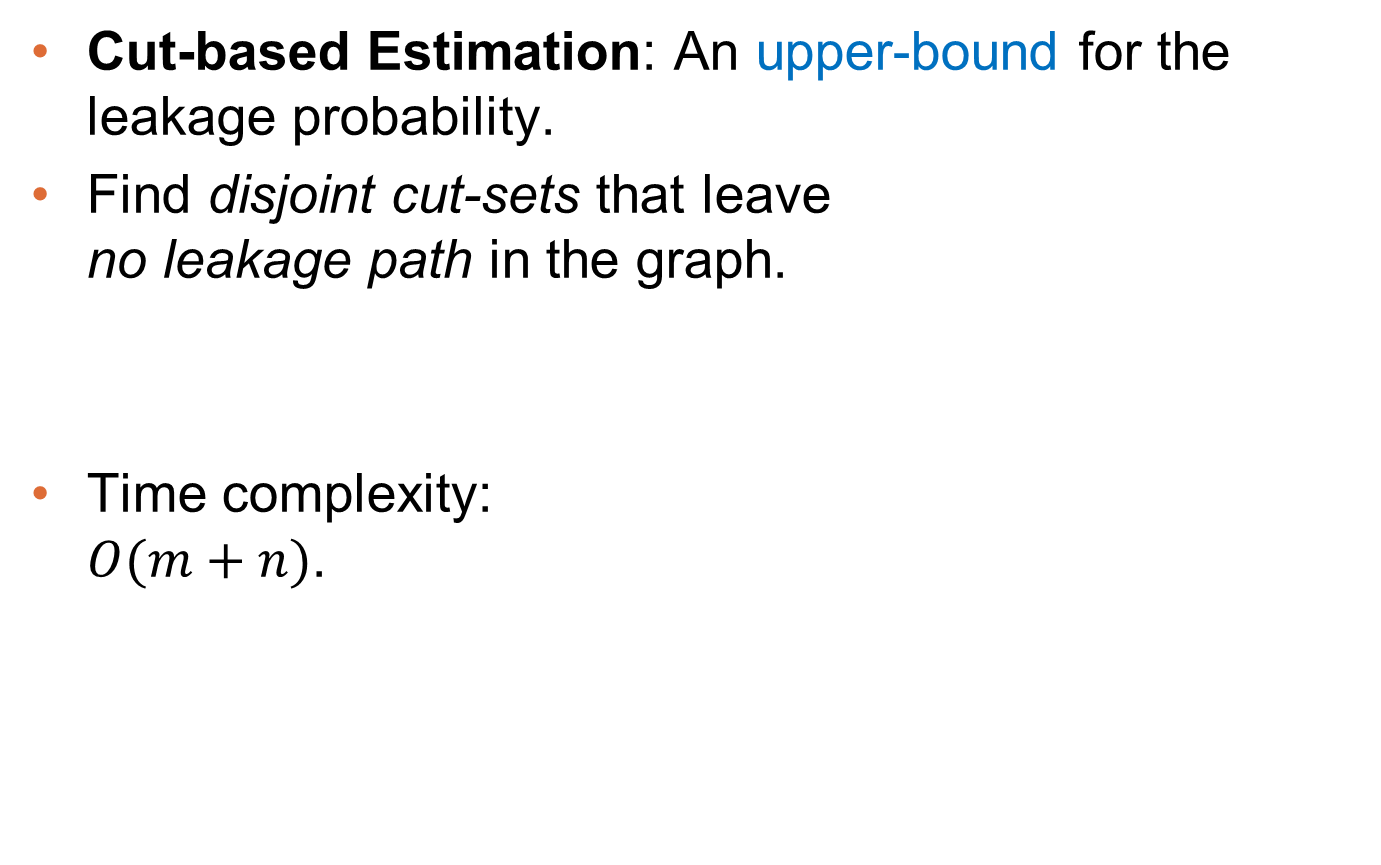 • Cut-based Estimation: An upper-bound for the
leakage probability.
• Find disjoint cut-sets that leave
no leakage path in the graph.
• Time complexity:
𝑂(𝑚 + 𝑛).